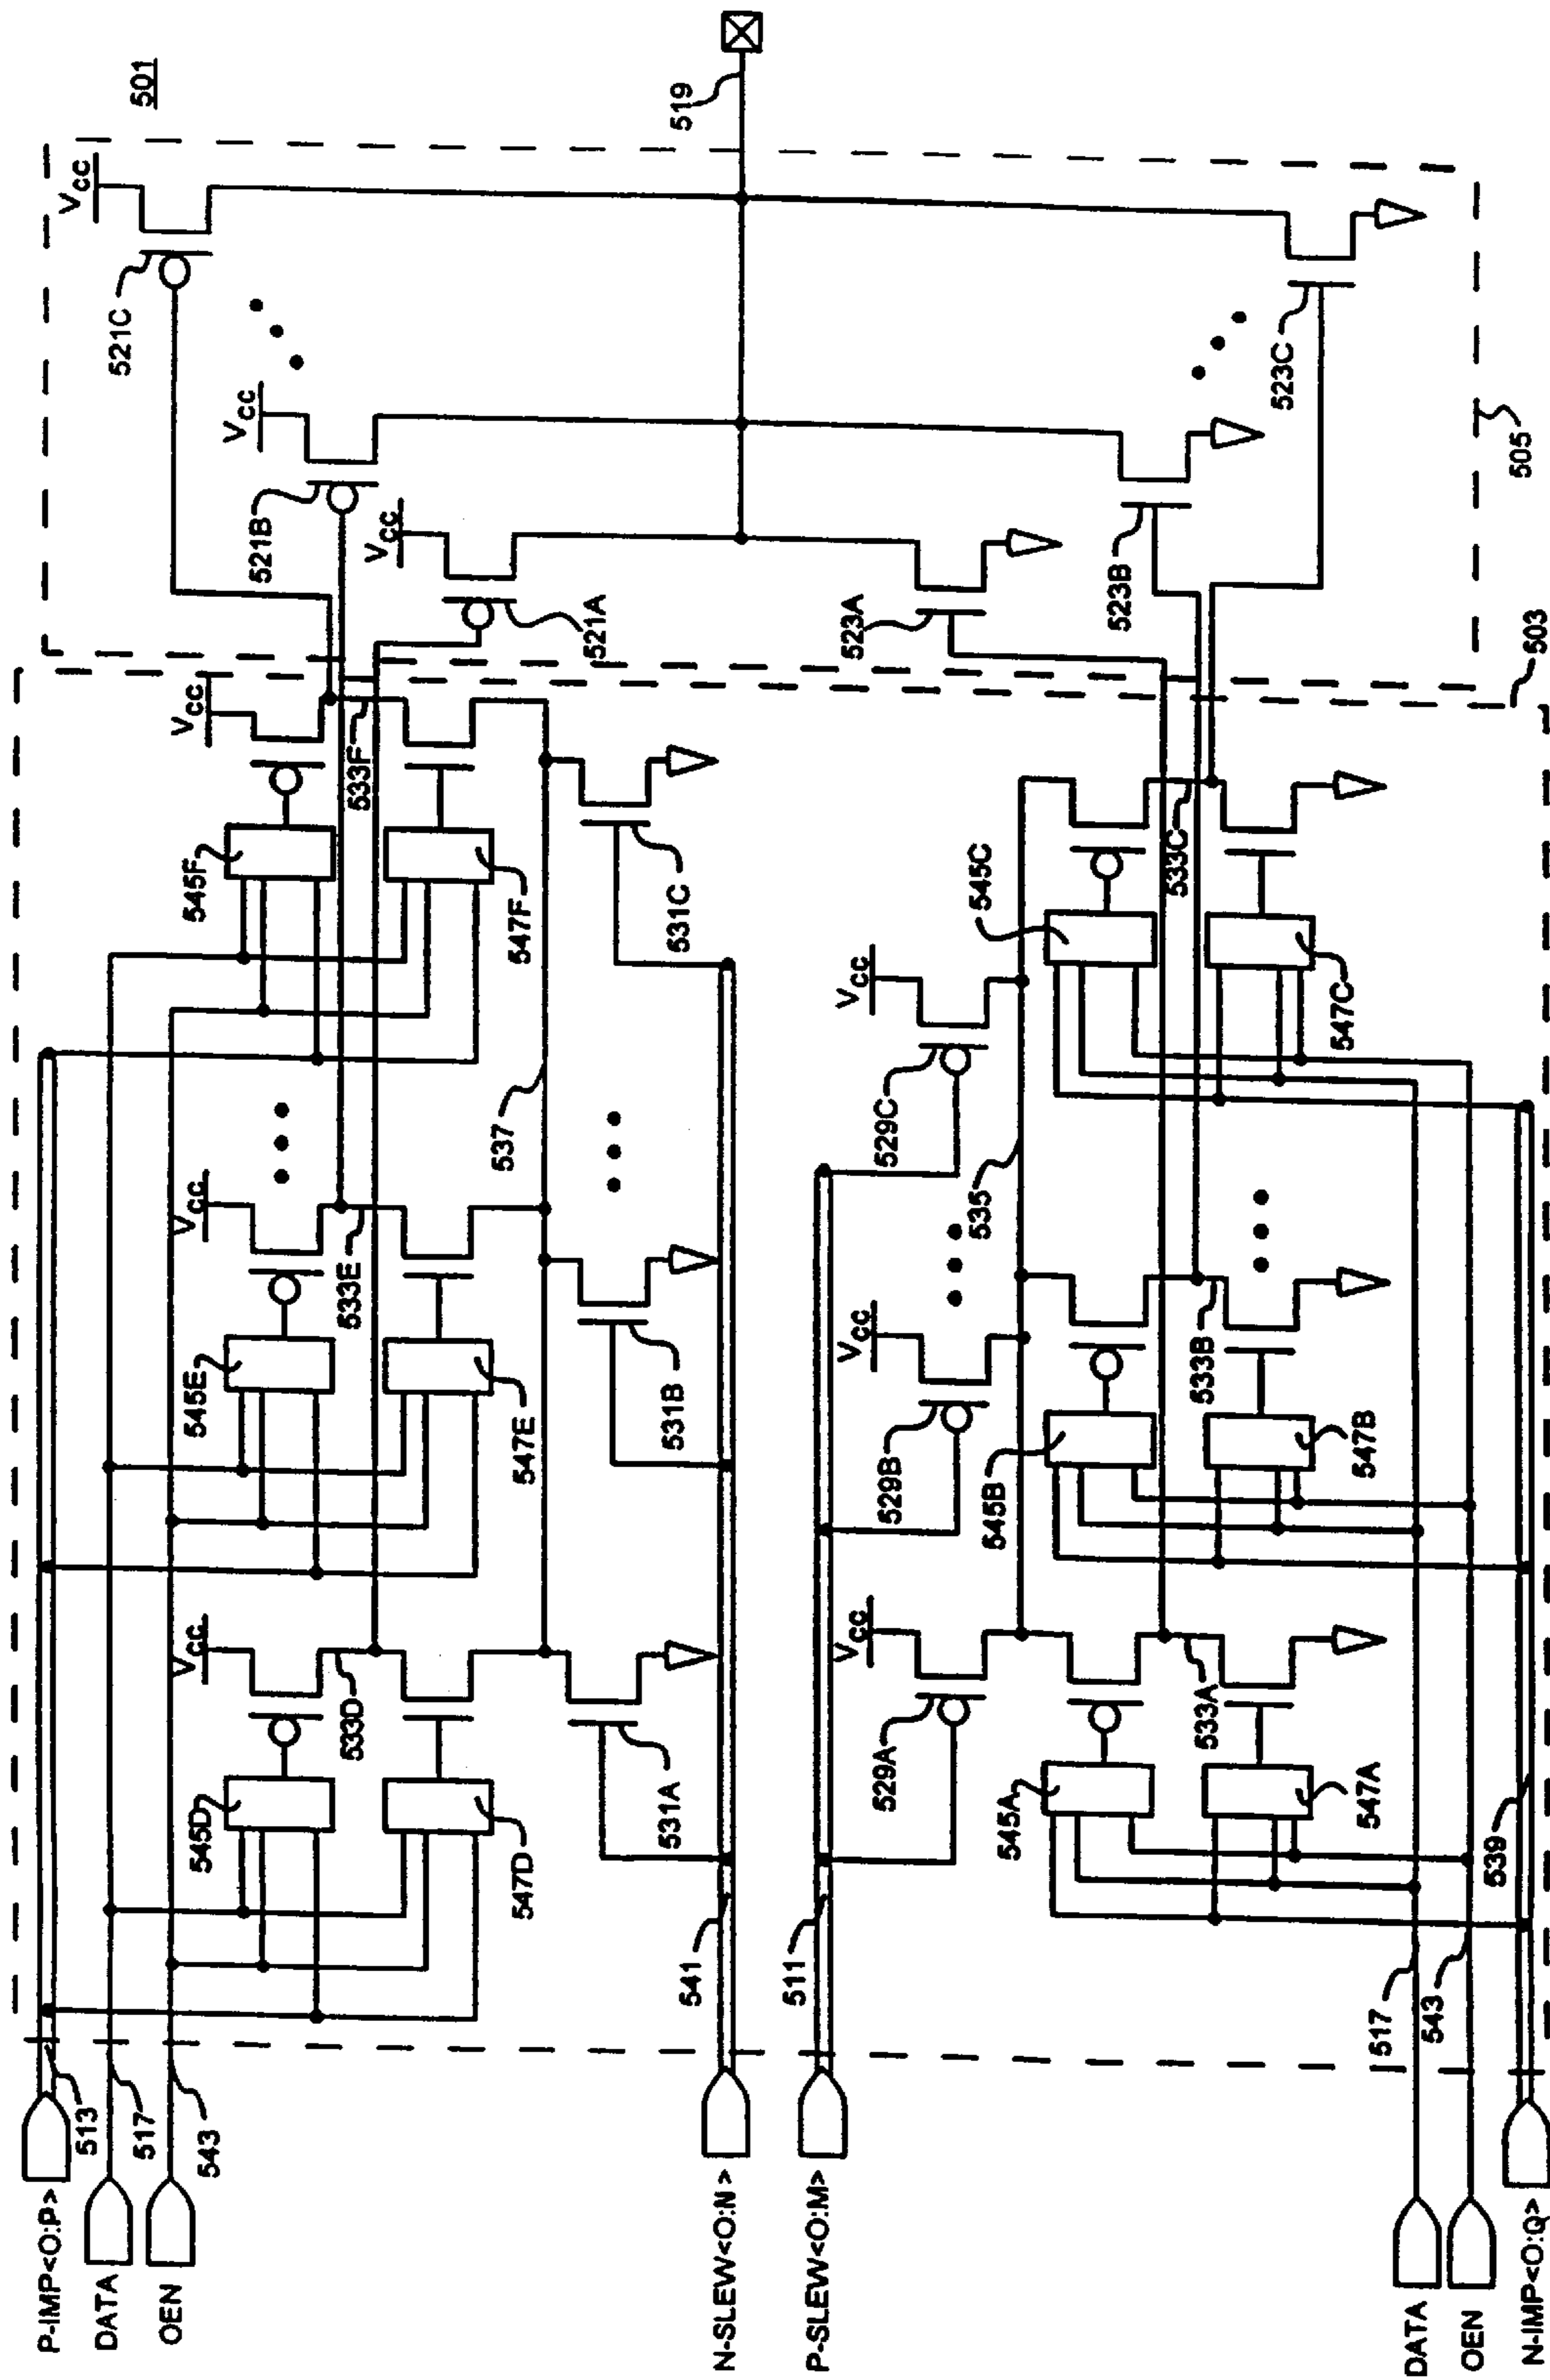 501
P-IMP<O:P>
513
DATA
517
OEN
543
545D
547D
533D
VCC
545E
547E
533E
VCC
545F
547F
533F
VCC
537
531A
531B
531C
N-SLEW<O:N>
541
P-SLEW<O:M>
511
529A
VCC
529B
VCC
529C
VCC
535
545A
547A
533A
545B
547B
533B
545C
547C
533C
DATA
517
OEN
543
N-IMP<O:Q>
539
503
521A
VCC
521B
VCC
521C
VCC
523A
523B
523C
519
505